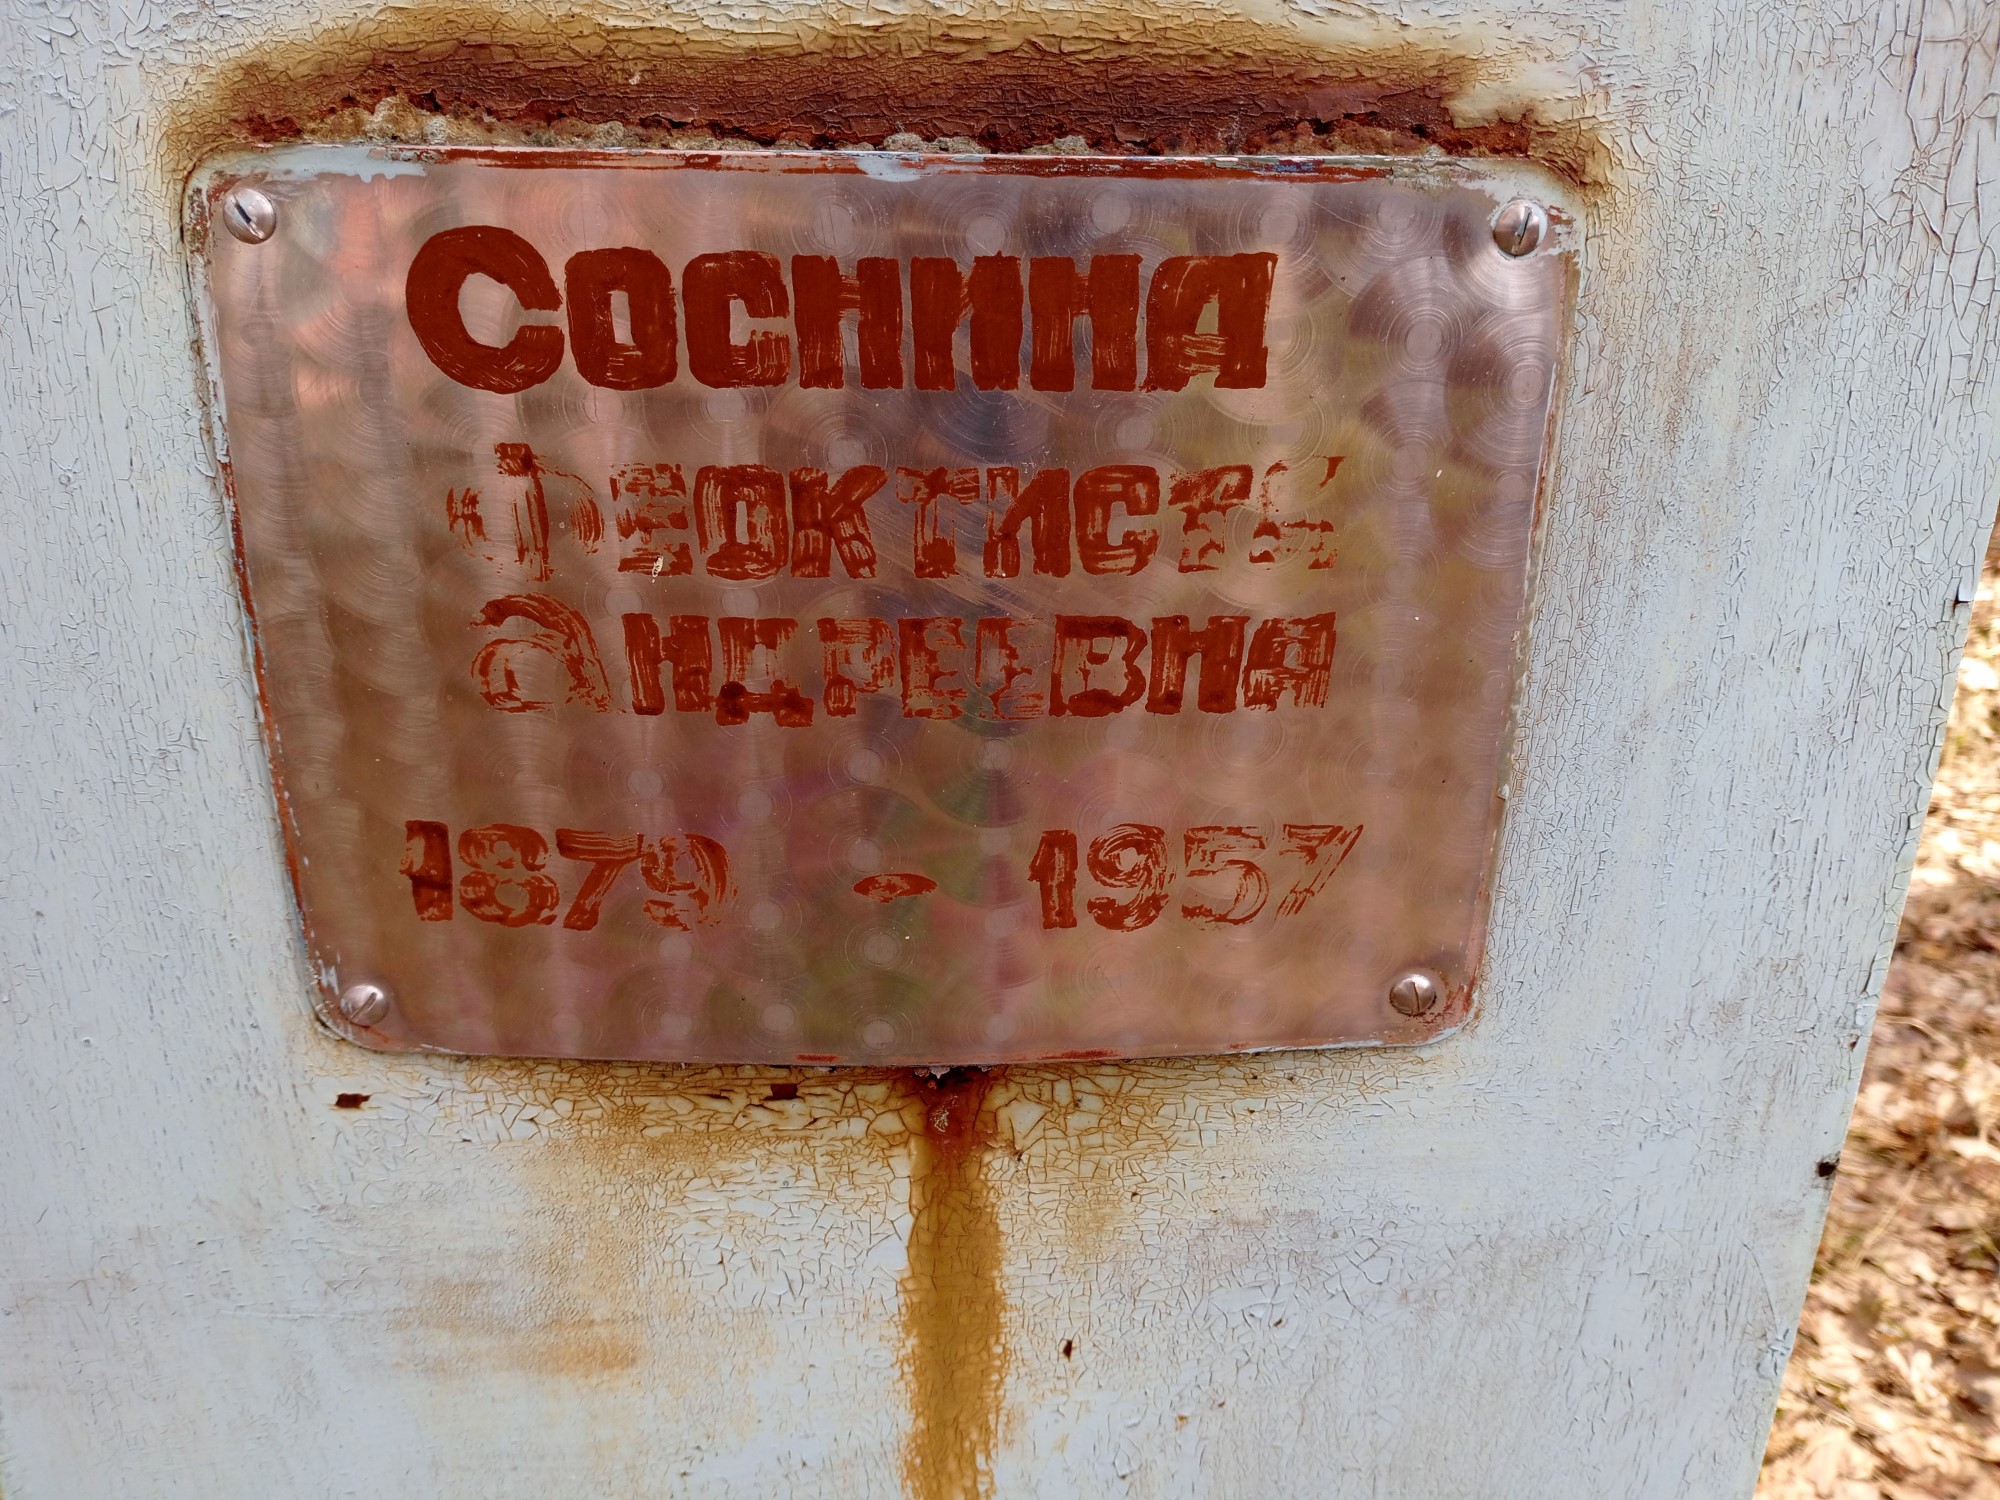 Соснина
Феоктиста
Андреевна
1879 - 1957